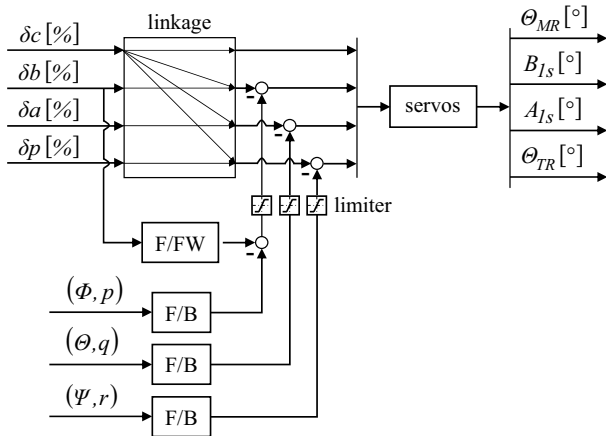 linkage
δc [%]
δb [%]
δa [%]
δp [%]
servos
Θ_MR [°]
B_1s [°]
A_1s [°]
Θ_TR [°]
limiter
F/FW
(Φ, p)
F/B
(Θ, q)
F/B
(Ψ, r)
F/B